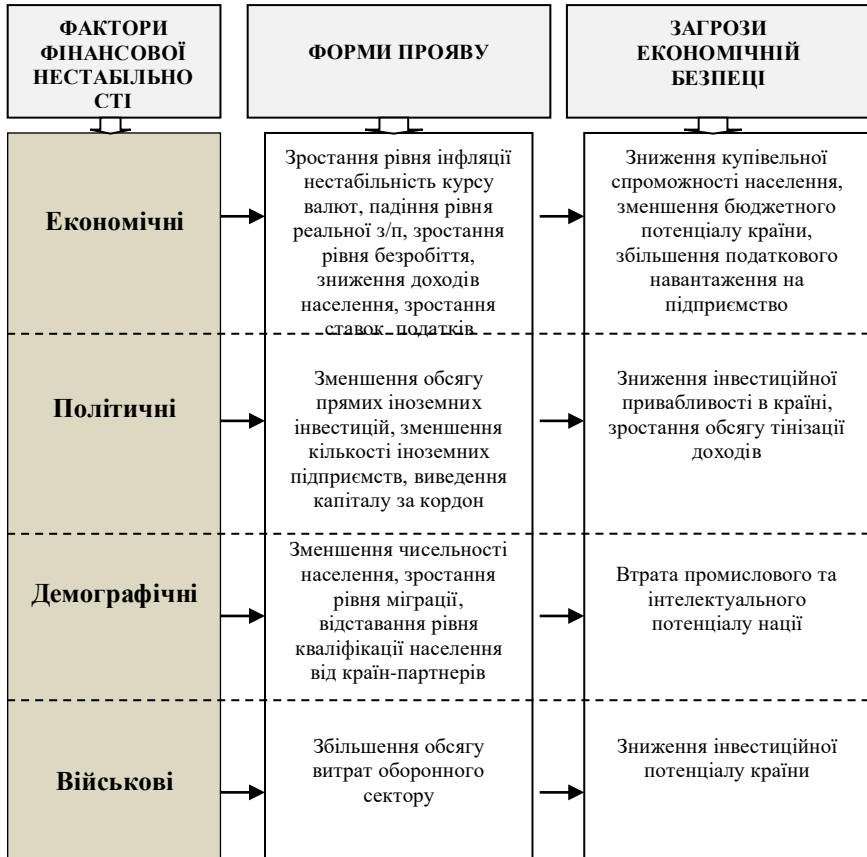 ФАКТОРИ
ФІНАНСОВОЇ
НЕСТАБІЛЬНО
СТІ
ФОРМИ ПРОЯВУ
ЗАГРОЗИ
ЕКОНОМІЧНІЙ
БЕЗПЕЦІ
Економічні
Зростання рівня інфляції
нестабільність курсу
валют, падіння рівня
реальної з/п, зростання
рівня безробіття,
зниження доходів
населення, зростання
ставок податків
Зниження купівельної
спроможності населення,
зменшення бюджетного
потенціалу країни,
збільшення податкового
навантаження на
підприємство
Політичні
Зменшення обсягу
прямих іноземних
інвестицій, зменшення
кількості іноземних
підприємств, виведення
капіталу за кордон
Зниження інвестиційної
привабливості в країні,
зростання обсягу тінізації
доходів
Демографічні
Зменшення чисельності
населення, зростання
рівня міграції,
відставання рівня
кваліфікації населення
від країн-партнерів
Втрата промислового та
інтелектуального
потенціалу нації
Військові
Збільшення обсягу
витрат оборонного
сектору
Зниження інвестиційної
потенціалу країни